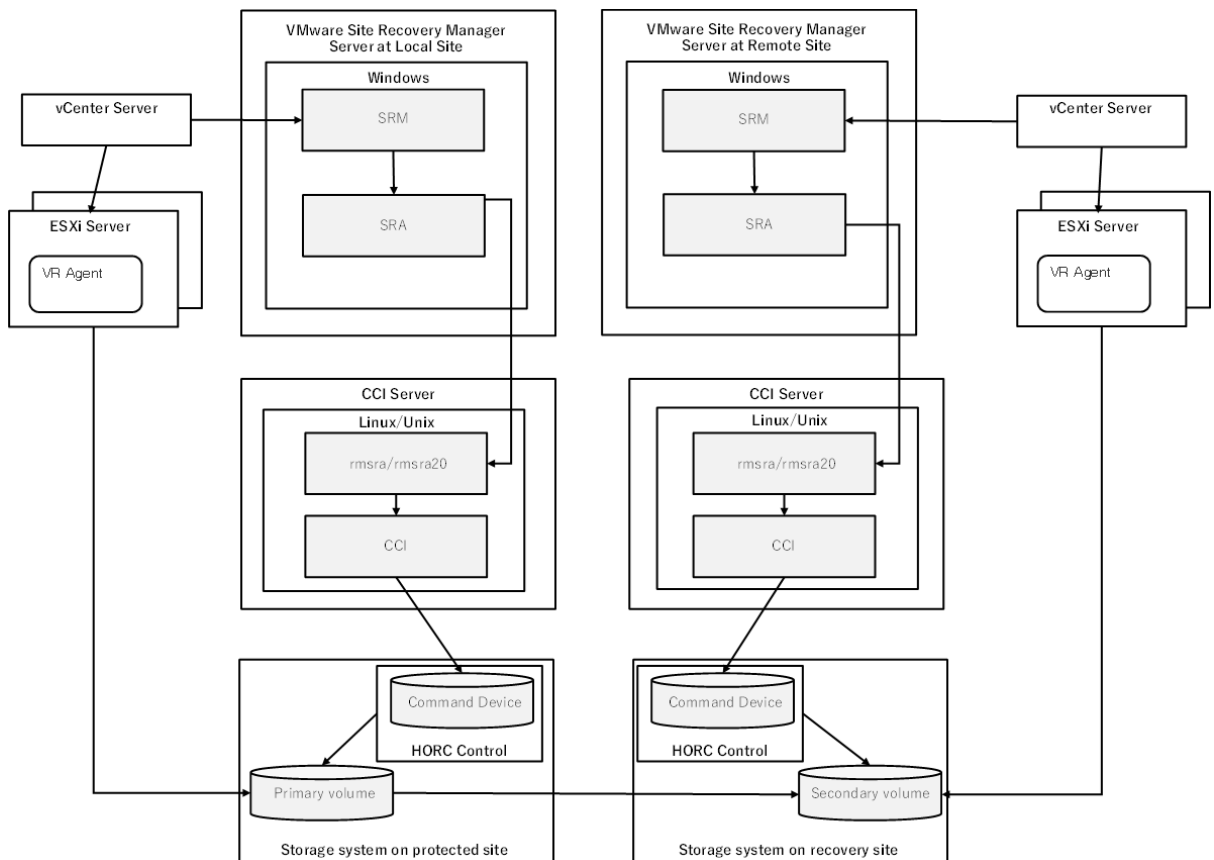 VMware Site Recovery Manager
Server at Local Site
VMware Site Recovery Manager
Server at Remote Site
Windows
Windows
vCenter Server
SRM
SRM
vCenter Server
ESXi Server
SRA
SRA
ESXi Server
VR Agent
VR Agent
CCI Server
CCI Server
Linux/Unix
Linux/Unix
rmsra/rmsra20
rmsra/rmsra20
CCI
CCI
Command Device
Command Device
HORC Control
HORC Control
Primary volume
Secondary volume
Storage system on protected site
Storage system on recovery site